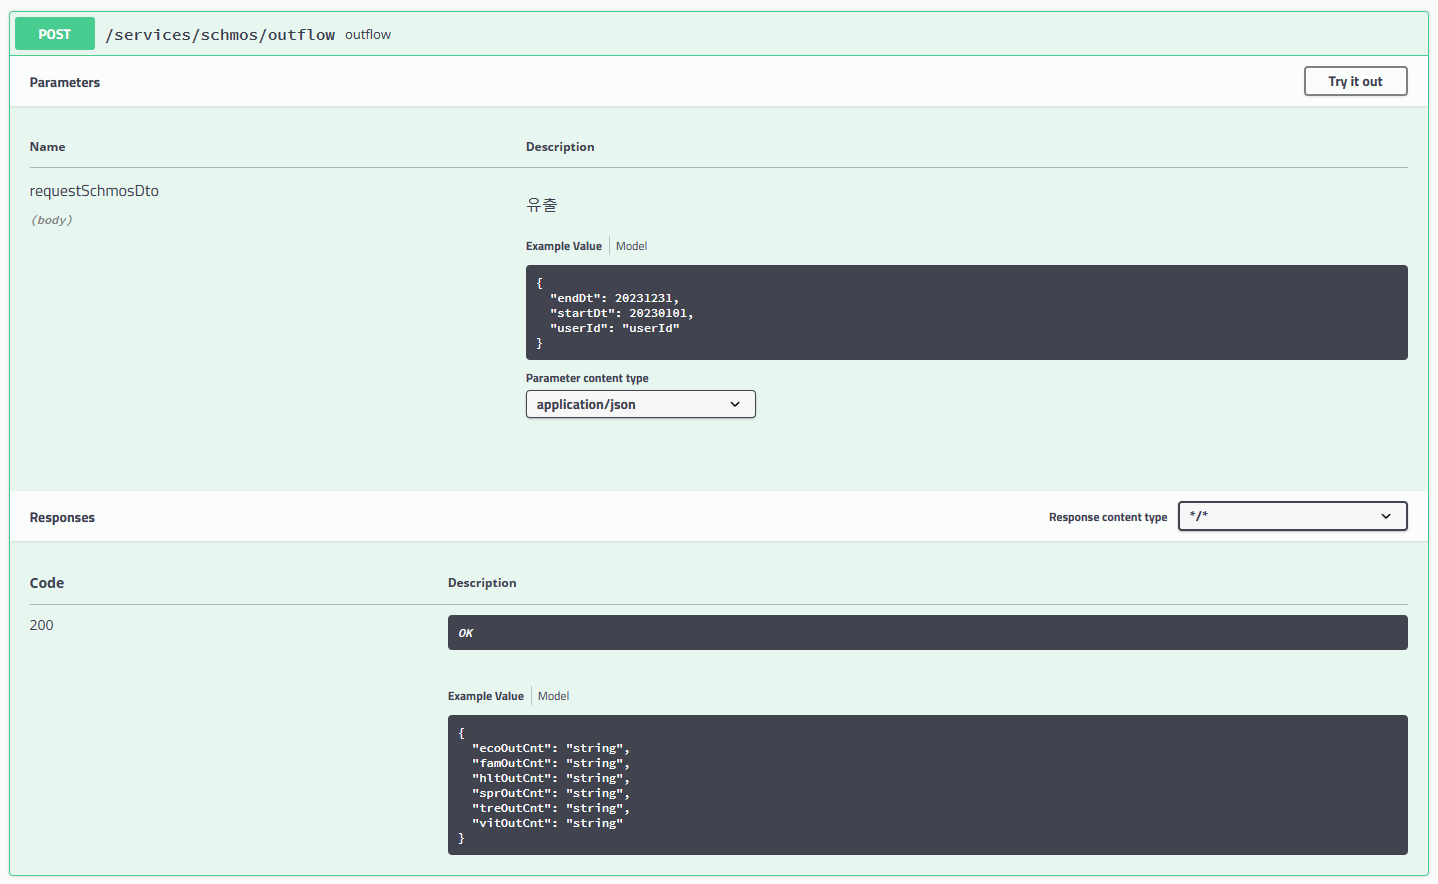 POST /services/schmos/outflow outflow
Parameters
Try it out
Name Description
requestSchmosDto
(body)
유출
Example Value Model
{
"endDt": 20231231,
"startDt": 20230101,
"userId": "userId"
}
Parameter content type
application/json
Responses
Response content type */*
Code Description
200
OK
Example Value Model
{
"ecoOutCnt": "string",
"famOutCnt": "string",
"hltOutCnt": "string",
"sprOutCnt": "string",
"treOutCnt": "string",
"vitOutCnt": "string"
}